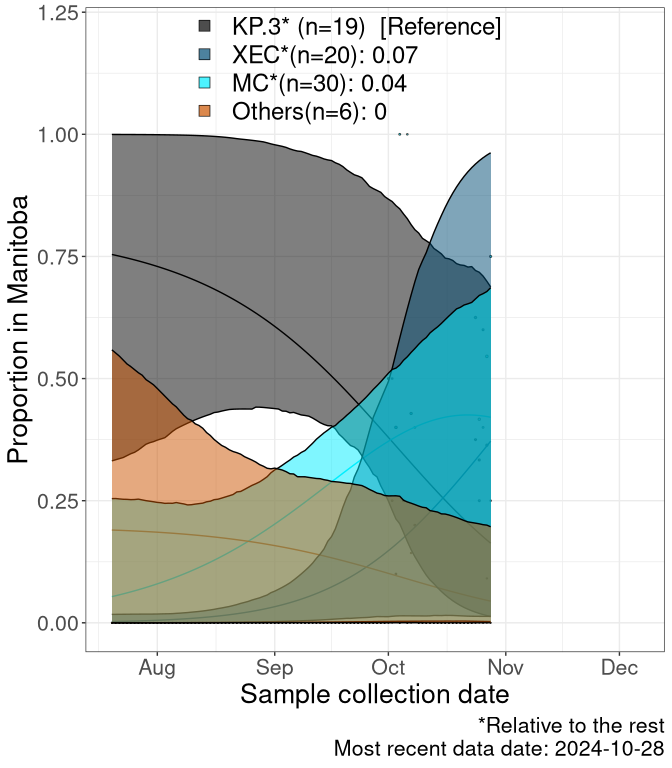 KP.3* (n=19)  [Reference]
XEC*(n=20): 0.07
MC*(n=30): 0.04
Others(n=6): 0
1.25
1.00
0.75
0.50
0.25
0.00
Proportion in Manitoba
Aug Sep Oct Nov Dec
Sample collection date
*Relative to the rest
Most recent data date: 2024-10-28